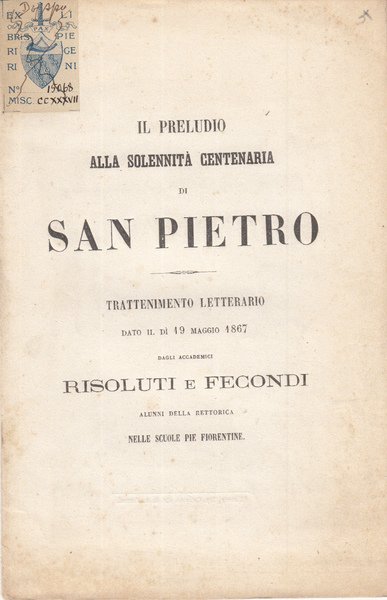 Doppio
EX LI
BRIS PIE
RI GE
RI NI
N.º 19068
MISC CCXXXVII
IL PRELUDIO
ALLA SOLENNITÀ CENTENARIA
DI
SAN PIETRO
TRATTENIMENTO LETTERARIO
DATO IL DÌ 19 MAGGIO 1867
DAGLI ACCADEMICI
RISOLUTI E FECONDI
ALUNNI DELLA RETTORICA
NELLE SCUOLE PIE FIORENTINE.